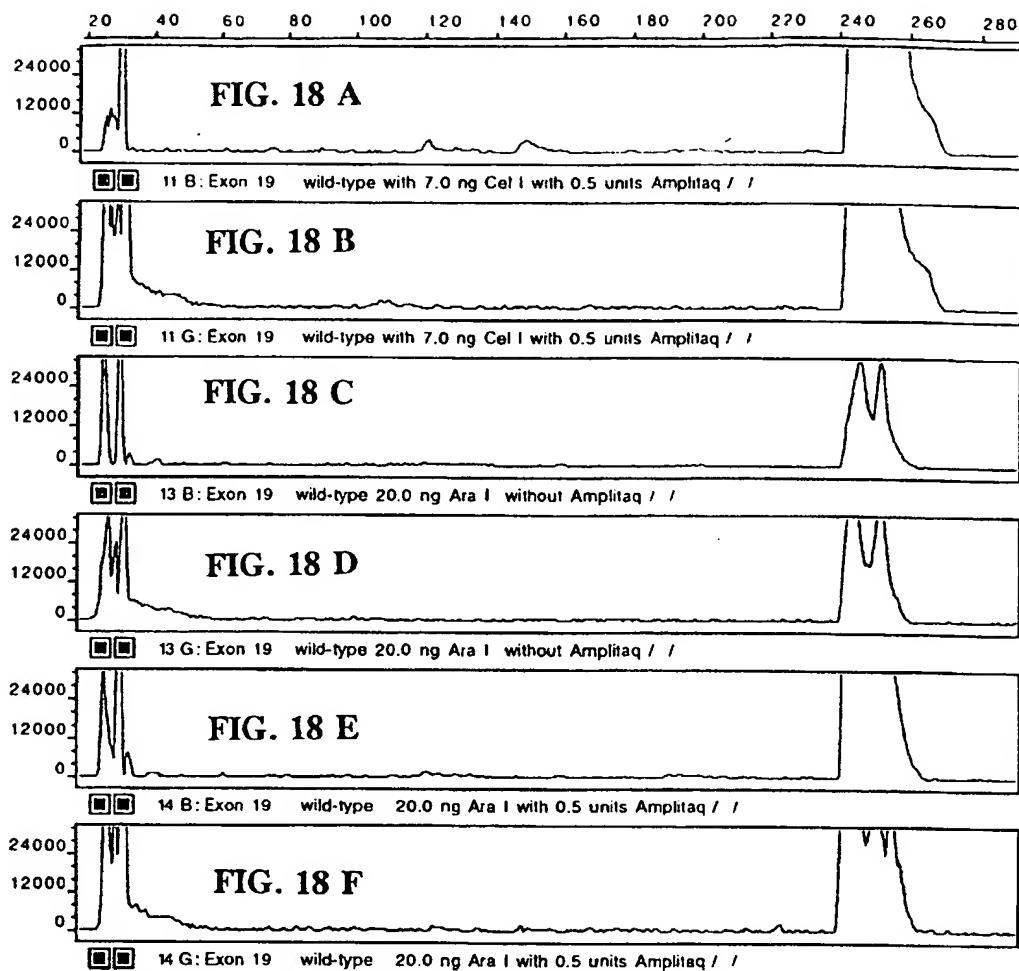 20 40 60 80 100 120 140 160 180 200 220 240 260 280
24000
12000
0
FIG. 18 A
11 B: Exon 19 wild-type with 7.0 ng Cel I with 0.5 units Amplitaq / /
24000
12000
0
FIG. 18 B
11 G: Exon 19 wild-type with 7.0 ng Cel I with 0.5 units Amplitaq / /
24000
12000
0
FIG. 18 C
13 B: Exon 19 wild-type 20.0 ng Ara I without Amplitaq / /
24000
12000
0
FIG. 18 D
13 G: Exon 19 wild-type 20.0 ng Ara I without Amplitaq / /
24000
12000
0
FIG. 18 E
14 B: Exon 19 wild-type 20.0 ng Ara I with 0.5 units Amplitaq / /
24000
12000
0
FIG. 18 F
14 G: Exon 19 wild-type 20.0 ng Ara I with 0.5 units Amplitaq / /